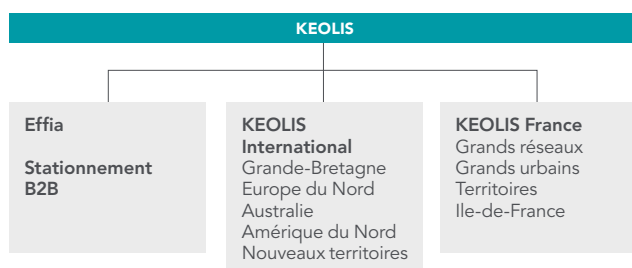 KEOLIS
Effia
Stationnement
B2B
KEOLIS
International
Grande-Bretagne
Europe du Nord
Australie
Amérique du Nord
Nouveaux territoires
KEOLIS France
Grands réseaux
Grands urbains
Territoires
Ile-de-France